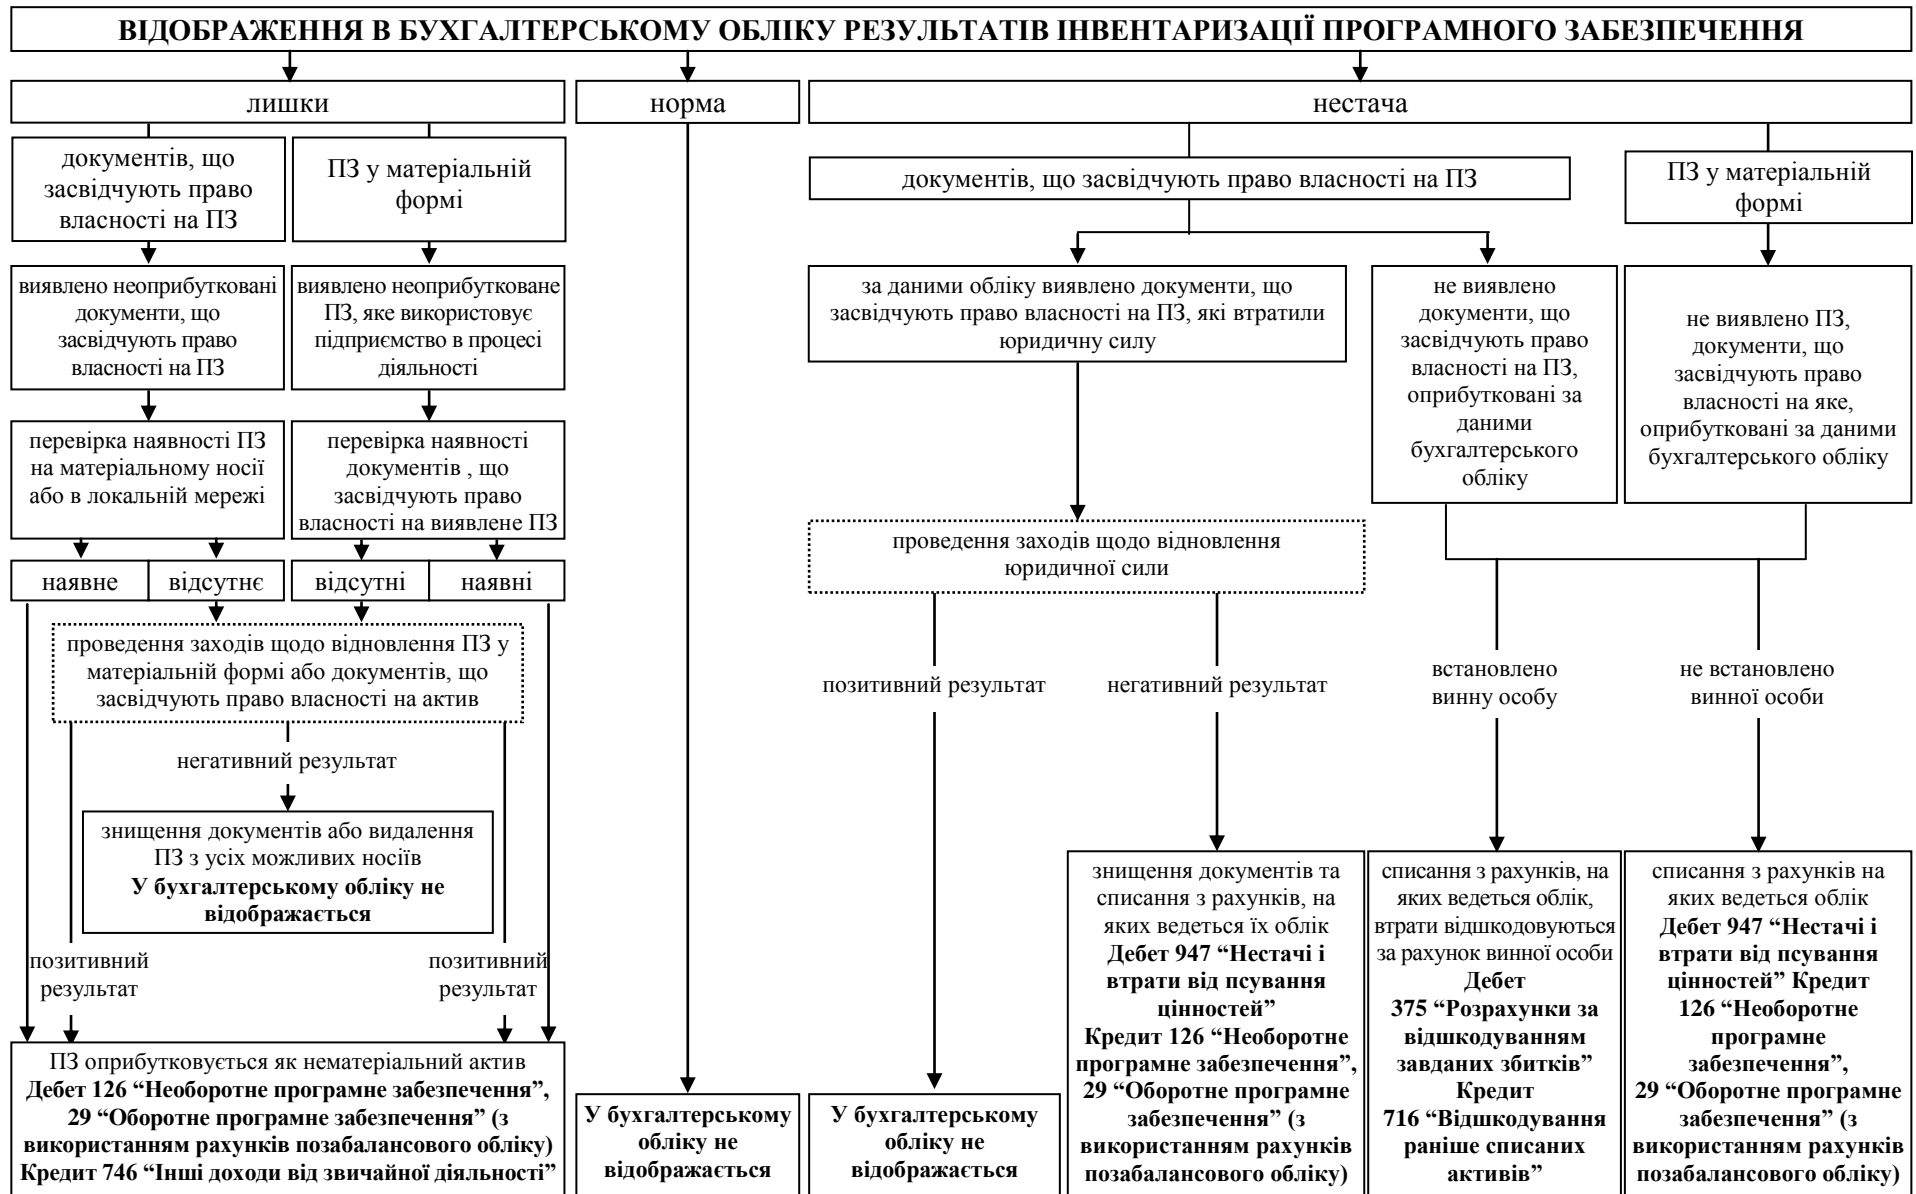 ВІДОБРАЖЕННЯ В БУХГАЛТЕРСЬКОМУ ОБЛІКУ РЕЗУЛЬТАТІВ ІНВЕНТАРИЗАЦІЇ ПРОГРАМНОГО ЗАБЕЗПЕЧЕННЯ
лишки
норма
нестача
документів, що
засвідчують право
власності на ПЗ
ПЗ у матеріальній
формі
документів, що засвідчують право власності на ПЗ
ПЗ у матеріальній
формі
виявлено неоприбутковані
документи, що
засвідчують право
власності на ПЗ
виявлено неоприбутковане
ПЗ, яке використовує
підприємство в процесі
діяльності
за даними обліку виявлено документи, що
засвідчують право власності на ПЗ, які втратили
юридичну силу
не виявлено
документи, що
засвідчують право
власності на ПЗ,
оприбутковані за
даними
бухгалтерського
обліку
не виявлено ПЗ,
документи, що
засвідчують право
власності на яке,
оприбутковані за даними
бухгалтерського обліку
перевірка наявності ПЗ
на матеріальному носії
або в локальній мережі
перевірка наявності
документів , що
засвідчують право
власності на виявлене ПЗ
проведення заходів щодо відновлення
юридичної сили
наявне
відсутнє
відсутні
наявні
проведення заходів щодо відновлення ПЗ у
матеріальній формі або документів, що
засвідчують право власності на актив
позитивний результат
негативний результат
встановлено
винну особу
не встановлено
винної особи
негативний результат
знищення документів або видалення
ПЗ з усіх можливих носіїв
У бухгалтерському обліку не
відображається
позитивний
результат
позитивний
результат
ПЗ оприбутковується як нематеріальний актив
Дебет 126 “Необоротне програмне забезпечення”,
29 “Оборотне програмне забезпечення” (з
використанням рахунків позабалансового обліку)
Кредит 746 “Інші доходи від звичайної діяльності”
У бухгалтерському
обліку не
відображається
У бухгалтерському
обліку не
відображається
знищення документів та
списання з рахунків, на
яких ведеться їх облік
Дебет 947 “Нестачі і
втрати від псування
цінностей”
Кредит 126 “Необоротне
програмне забезпечення”,
29 “Оборотне програмне
забезпечення” (з
використанням рахунків
позабалансового обліку)
списання з рахунків, на
яких ведеться облік,
втрати відшкодовуються
за рахунок винної особи
Дебет
375 “Розрахунки за
відшкодуванням
завданих збитків”
Кредит
716 “Відшкодування
раніше списаних
активів”
списання з рахунків на
яких ведеться облік
Дебет 947 “Нестачі і
втрати від псування
цінностей” Кредит
126 “Необоротне
програмне
забезпечення”,
29 “Оборотне програмне
забезпечення” (з
використанням рахунків
позабалансового обліку)